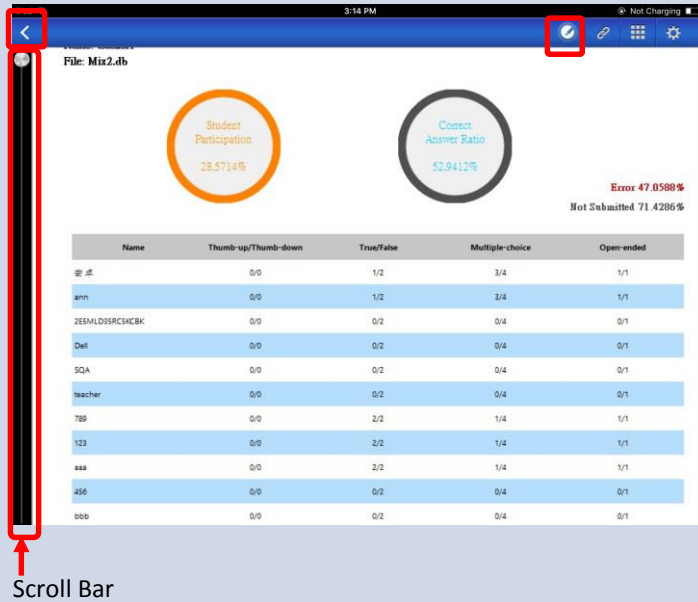 3:14 PM
Not Charging
File: Mix2.db
Student
Participation
28.5714%
Correct
Answer Ratio
52.9412%
Error 47.0588%
Not Submitted 71.4286%
Name Thumb-up/Thumb-down True/False Multiple-choice Open-ended
0/0 1/2 3/4 1/1
ann 0/0 1/2 3/4 1/1
0/0 0/2 0/4 0/1
Dell 0/0 0/2 0/4 0/1
SQA 0/0 0/2 0/4 0/1
teacher 0/0 0/2 0/4 0/1
789 0/0 2/2 1/4 1/1
123 0/0 2/2 1/4 1/1
aaa 0/0 2/2 1/4 1/1
456 0/0 0/2 0/4 0/1
bbb 0/0 0/2 0/4 0/1
Scroll Bar